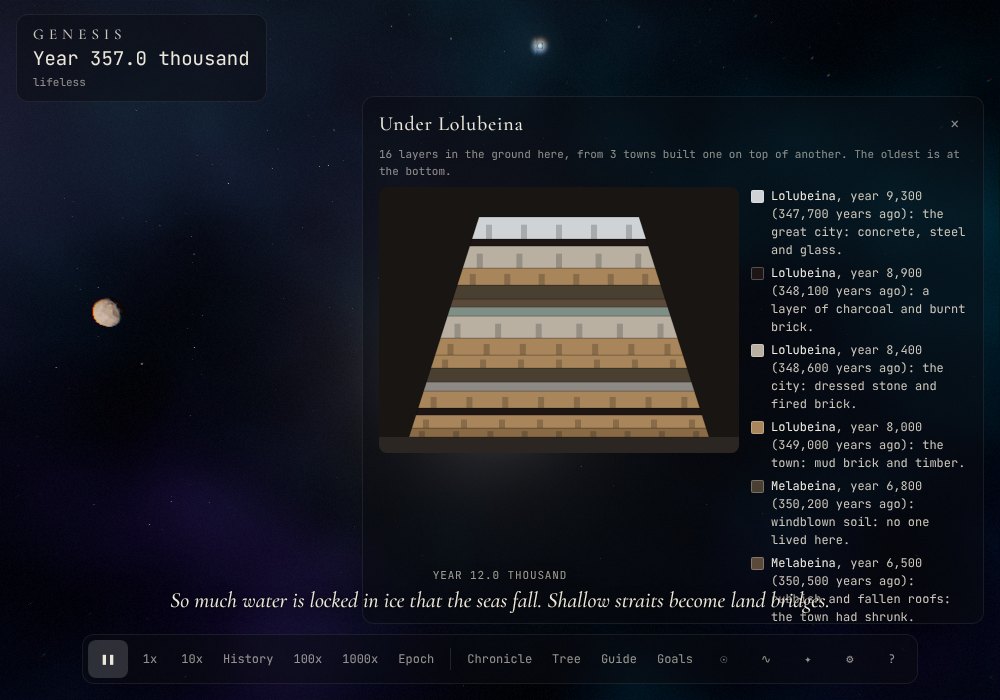 GENESIS
Year 357.0 thousand
lifeless
Under Lolubeina
×
16 layers in the ground here, from 3 towns built one on top of another. The oldest is at
the bottom.
Lolubeina, year 9,300
(347,700 years ago): the
great city: concrete, steel
and glass.
Lolubeina, year 8,900
(348,100 years ago): a
layer of charcoal and burnt
brick.
Lolubeina, year 8,400
(348,600 years ago): the
city: dressed stone and
fired brick.
Lolubeina, year 8,000
(349,000 years ago): the
town: mud brick and timber.
Melabeina, year 6,800
(350,200 years ago):
windblown soil: no one
lived here.
Melabeina, year 6,500
(350,500 years ago):
rubbish and fallen roofs:
the town had shrunk.
YEAR 12.0 THOUSAND
So much water is locked in ice that the seas fall. Shallow straits become land bridges.
1x 10x History 100x 1000x Epoch Chronicle Tree Guide Goals ?